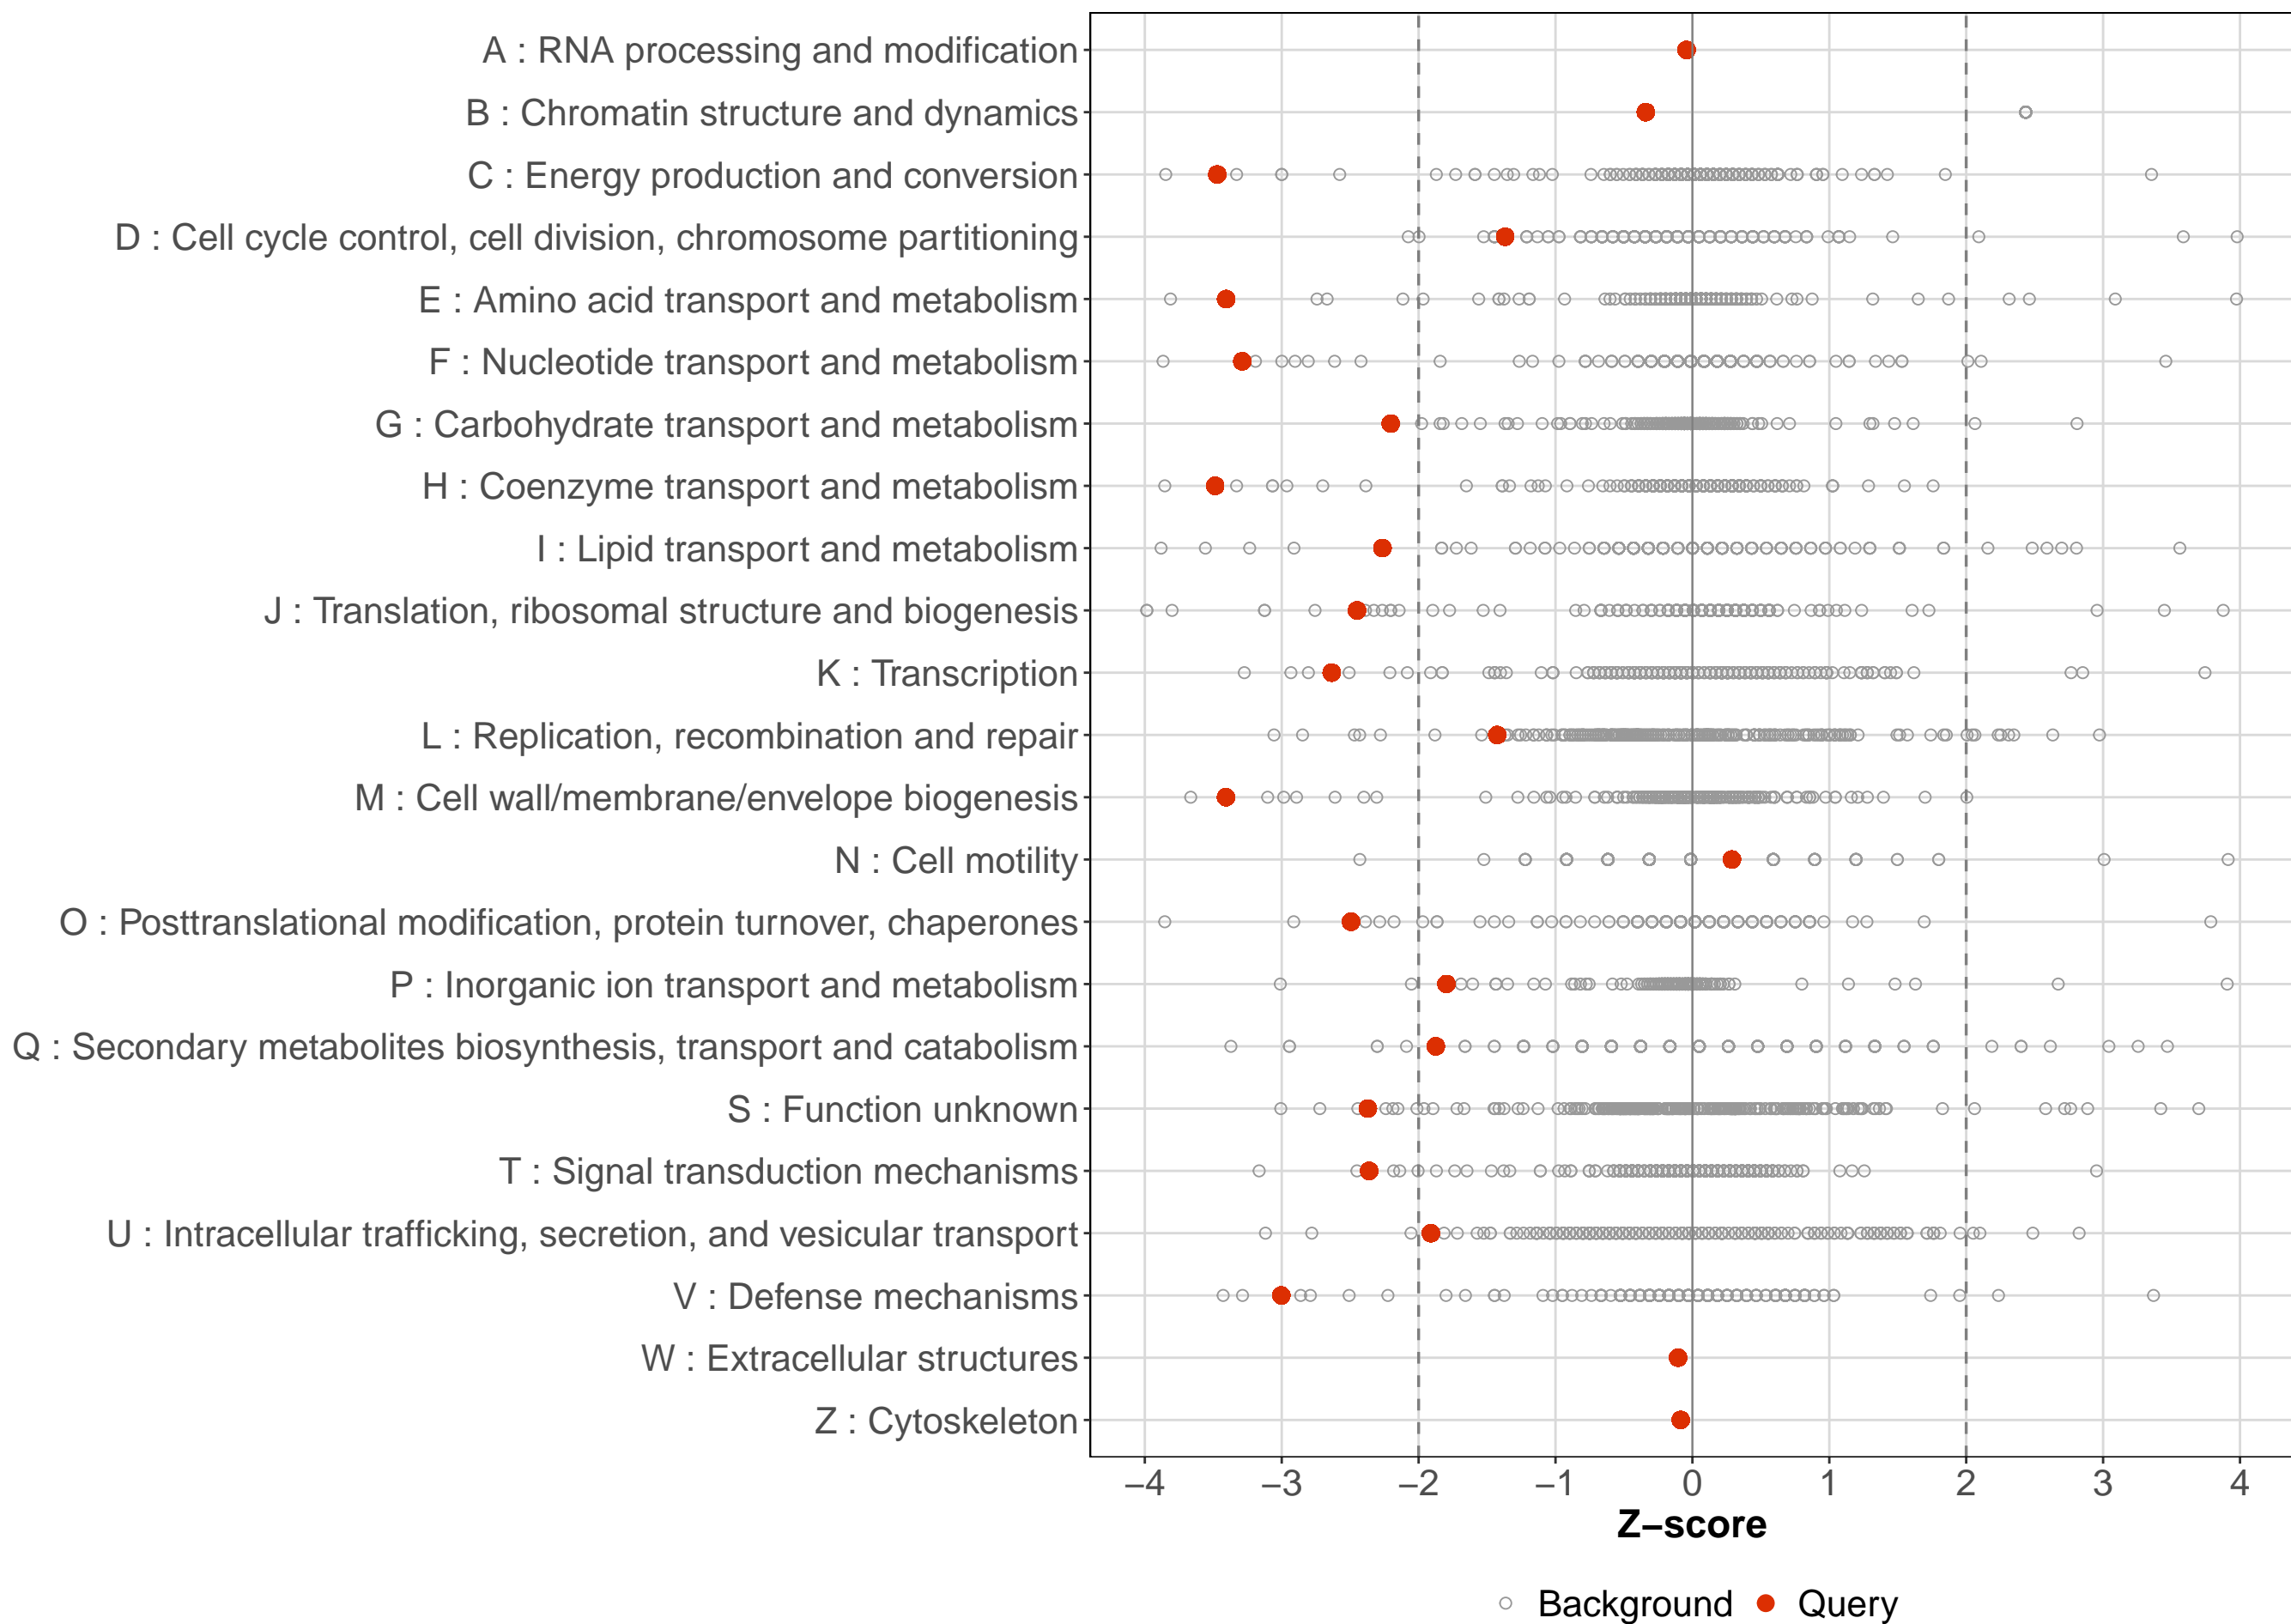 A : RNA processing and modification
B : Chromatin structure and dynamics
C : Energy production and conversion
D : Cell cycle control, cell division, chromosome partitioning
E : Amino acid transport and metabolism
F : Nucleotide transport and metabolism
G : Carbohydrate transport and metabolism
H : Coenzyme transport and metabolism
I : Lipid transport and metabolism
J : Translation, ribosomal structure and biogenesis
K : Transcription
L : Replication, recombination and repair
M : Cell wall/membrane/envelope biogenesis
N : Cell motility
O : Posttranslational modification, protein turnover, chaperones
P : Inorganic ion transport and metabolism
Q : Secondary metabolites biosynthesis, transport and catabolism
S : Function unknown
T : Signal transduction mechanisms
U : Intracellular trafficking, secretion, and vesicular transport
V : Defense mechanisms
W : Extracellular structures
Z : Cytoskeleton
−4 −3 −2 −1 0 1 2 3 4
Z−score
Background Query